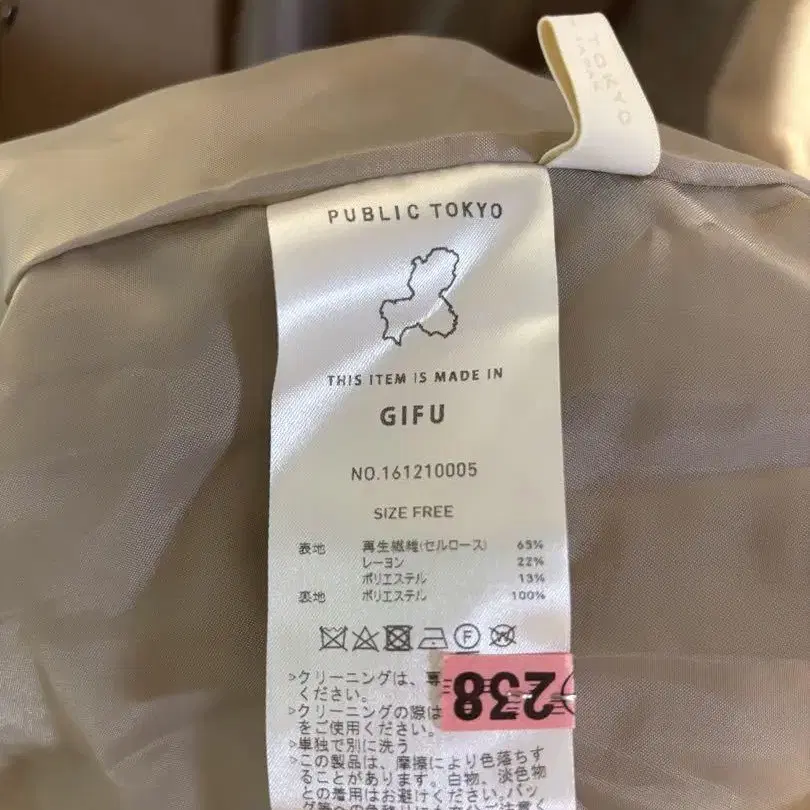 TOKYO
PUBLIC TOKYO
THIS ITEM IS MADE IN
GIFU
NO.161210005
SIZE FREE
表地 再生繊維(セルロース) 65%
レーヨン 22%
ポリエステル 13%
裏地 ポリエステル 100%
F W
>クリーニングは、
ください。
238
>クリーニングの際は
をご使用ください。
>単独で別に洗う
>この製品は、摩擦により色落ちす
ることがあります。白物、淡色物
との着用はお避けください。バッ